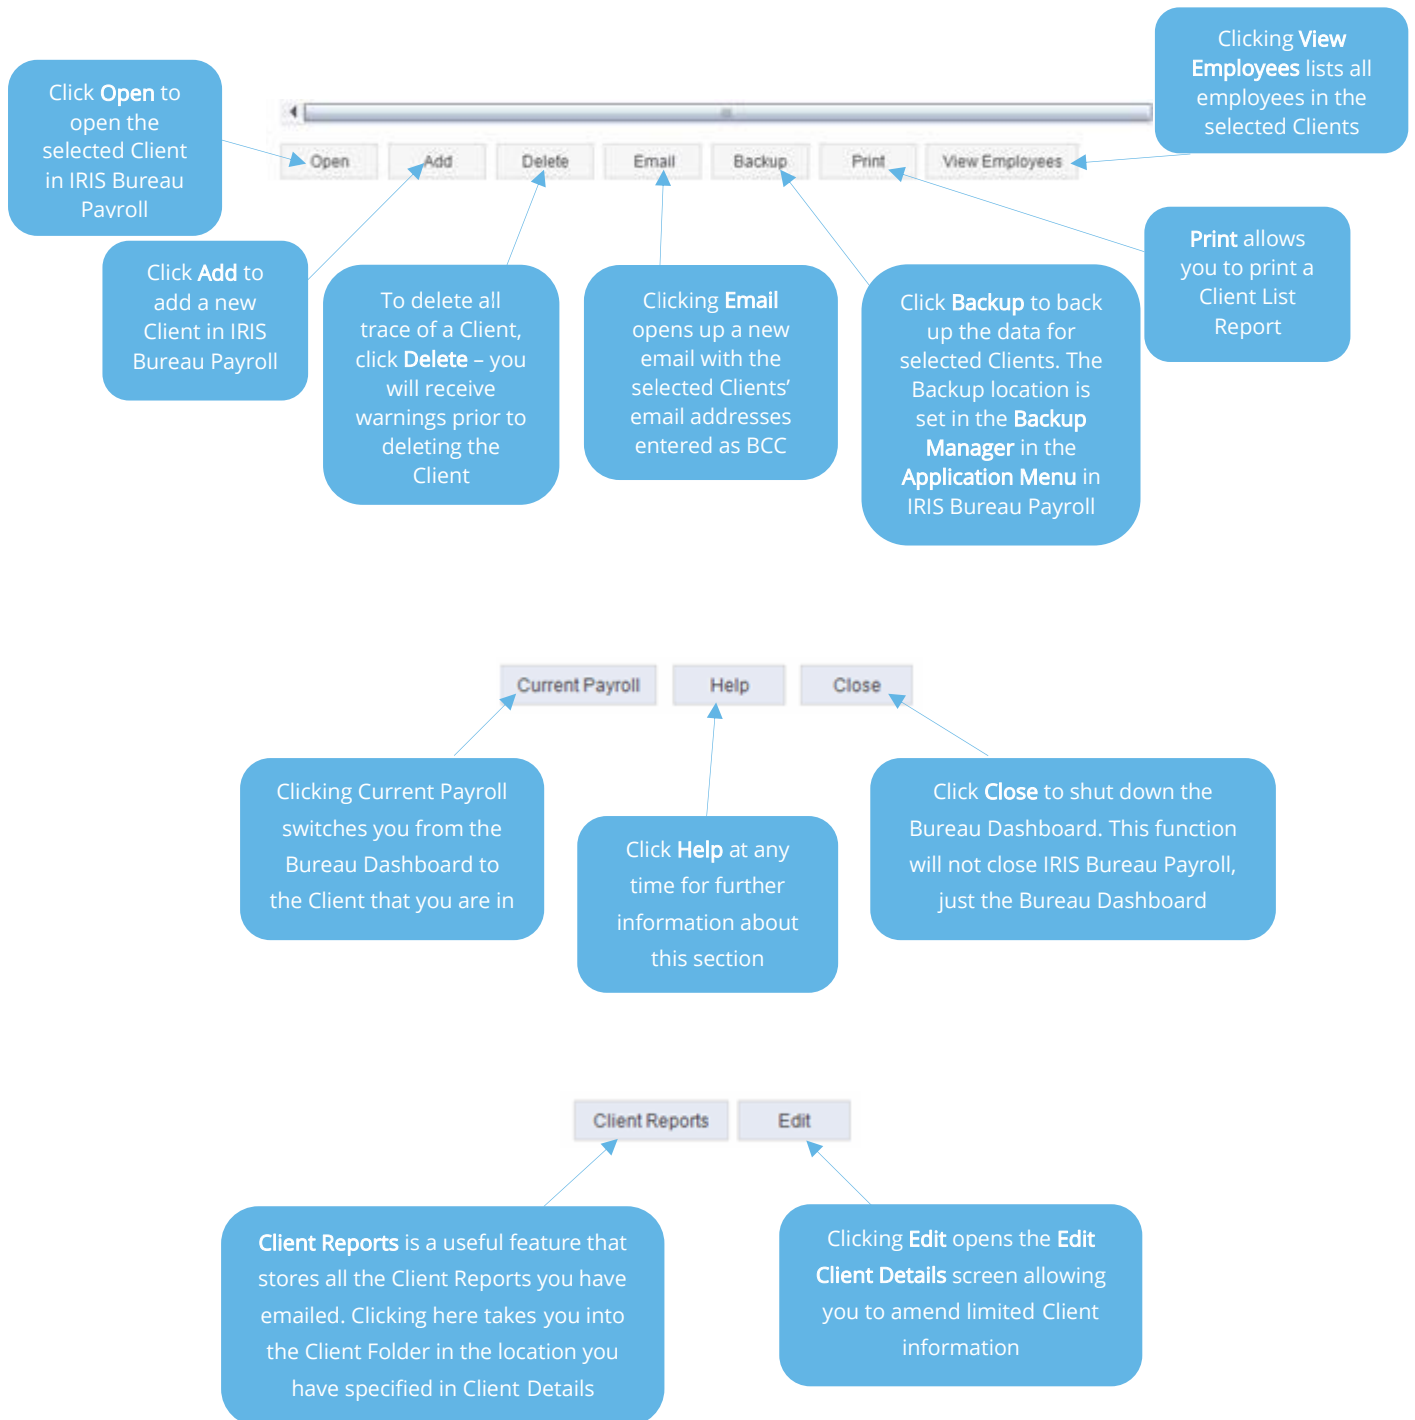 Clicking View
Employees lists all
employees in the
selected Clients
Click Open to
open the
selected Client
in IRIS Bureau
Payroll
Open
Add
Delete
Email
Backup
Print
View Employees
Print allows
you to print a
Client List
Report
Click Add to
add a new
Client in IRIS
Bureau Payroll
To delete all
trace of a Client,
click Delete – you
will receive
warnings prior to
deleting the
Client
Clicking Email
opens up a new
email with the
selected Clients’
email addresses
entered as BCC
Click Backup to back
up the data for
selected Clients. The
Backup location is
set in the Backup
Manager in the
Application Menu in
IRIS Bureau Payroll
Current Payroll
Help
Close
Clicking Current Payroll
switches you from the
Bureau Dashboard to
the Client that you are in
Click Help at any
time for further
information about
this section
Click Close to shut down the
Bureau Dashboard. This function
will not close IRIS Bureau Payroll,
just the Bureau Dashboard
Client Reports
Edit
Client Reports is a useful feature that
stores all the Client Reports you have
emailed. Clicking here takes you into
the Client Folder in the location you
have specified in Client Details
Clicking Edit opens the Edit
Client Details screen allowing
you to amend limited Client
information